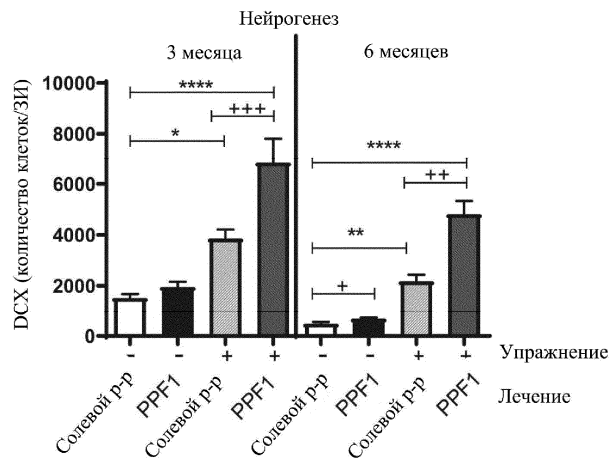 Нейрогенез
3 месяца
6 месяцев
DCX (количество клеток/ЗИ)
10000
8000
6000
4000
2000
0
****
+++
*
****
++
**
+
- - + + - - + + Упражнение
Солевой р-р PPF1 Солевой р-р PPF1 Солевой р-р PPF1 Солевой р-р PPF1 Лечение